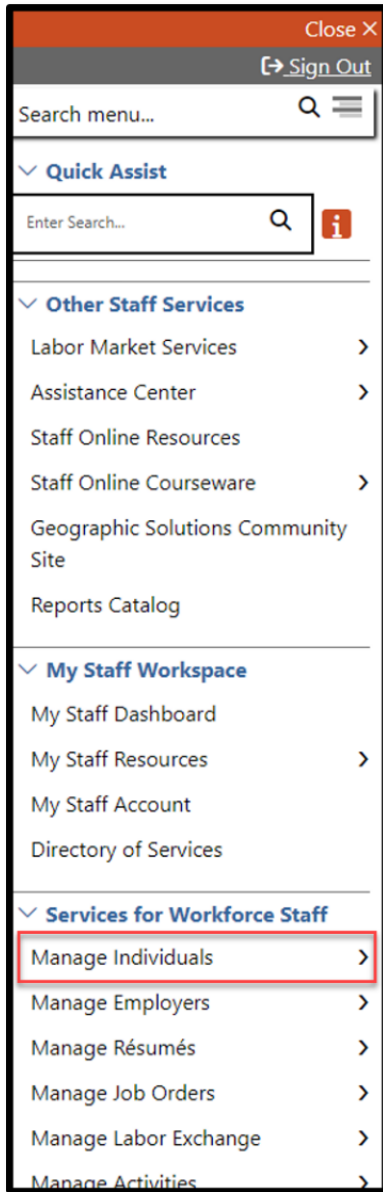 Close ×
Sign Out
Search menu...
Quick Assist
Enter Search...
i
Other Staff Services
Labor Market Services
Assistance Center
Staff Online Resources
Staff Online Courseware
Geographic Solutions Community
Site
Reports Catalog
My Staff Workspace
My Staff Dashboard
My Staff Resources
My Staff Account
Directory of Services
Services for Workforce Staff
Manage Individuals
Manage Employers
Manage Résumés
Manage Job Orders
Manage Labor Exchange
Manage Activities